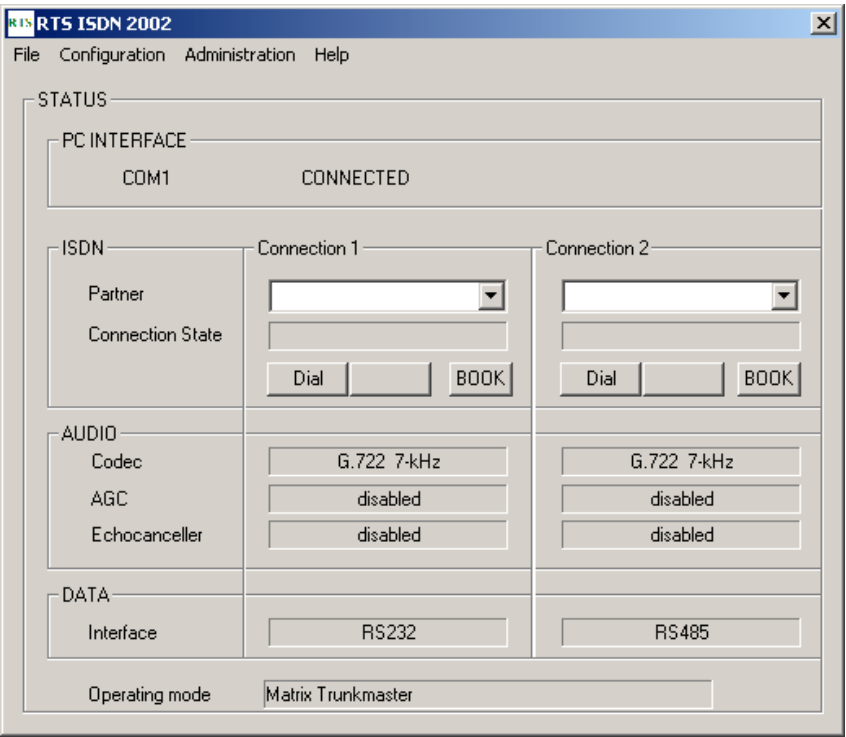 RTS RTS ISDN 2002
File Configuration Administration Help
STATUS
PC INTERFACE
COM1 CONNECTED
ISDN Connection 1 Connection 2
Partner
Connection State
Dial BOOK Dial BOOK
AUDIO
Codec G.722 7-kHz G.722 7-kHz
AGC disabled disabled
Echocanceller disabled disabled
DATA
Interface RS232 RS485
Operating mode Matrix Trunkmaster